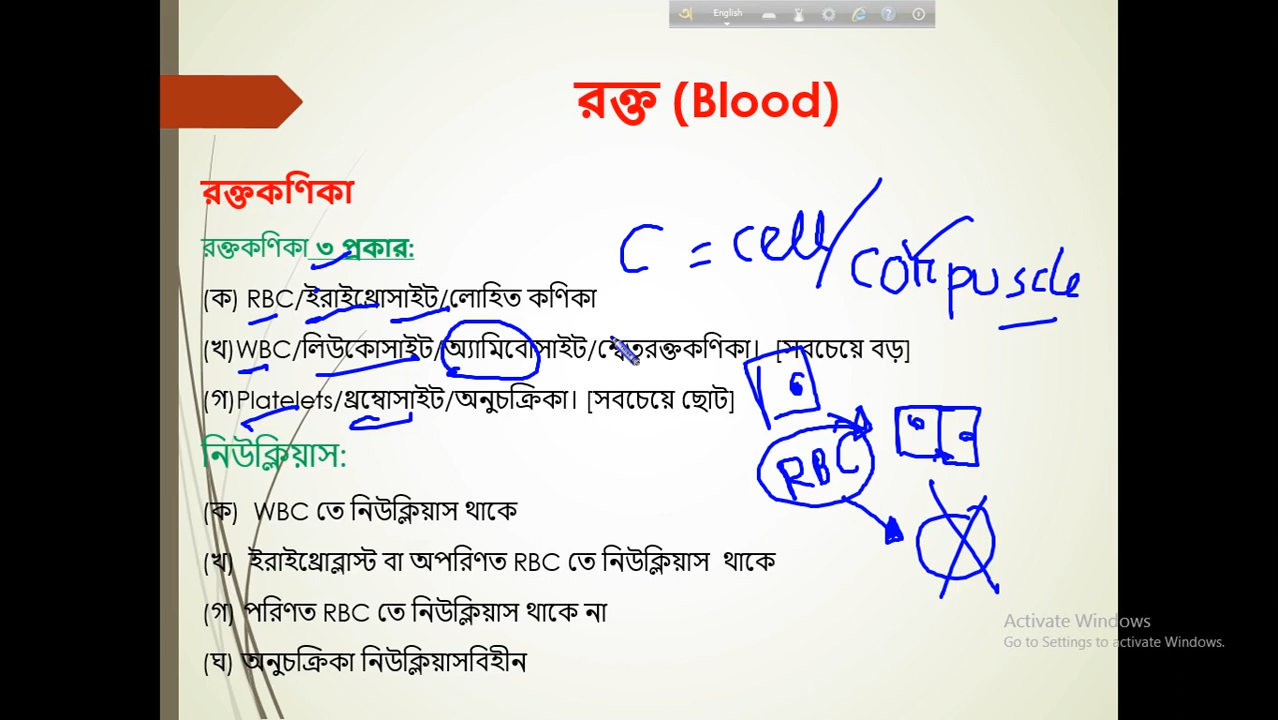 English
রক্ত (Blood)
রক্তকণিকা
রক্তকণিকা ৩ প্রকার:
C = cell/corpuscle
(ক) RBC/ইরাইথ্রোসাইট/লোহিত কণিকা
(খ)WBC/লিউকোসাইট/অ্যামিবোসাইট/শ্বেতরক্তকণিকা। [সবচেয়ে বড়]
(গ)Platelets/থ্রম্বোসাইট/অনুচক্রিকা। [সবচেয়ে ছোট]
RBC
নিউক্লিয়াস:
(ক) WBC তে নিউক্লিয়াস থাকে
(খ) ইরাইথ্রোব্লাস্ট বা অপরিণত RBC তে নিউক্লিয়াস থাকে
(গ) পরিণত RBC তে নিউক্লিয়াস থাকে না
(ঘ) অনুচক্রিকা নিউক্লিয়াসবিহীন
Activate Windows
Go to Settings to activate Windows.